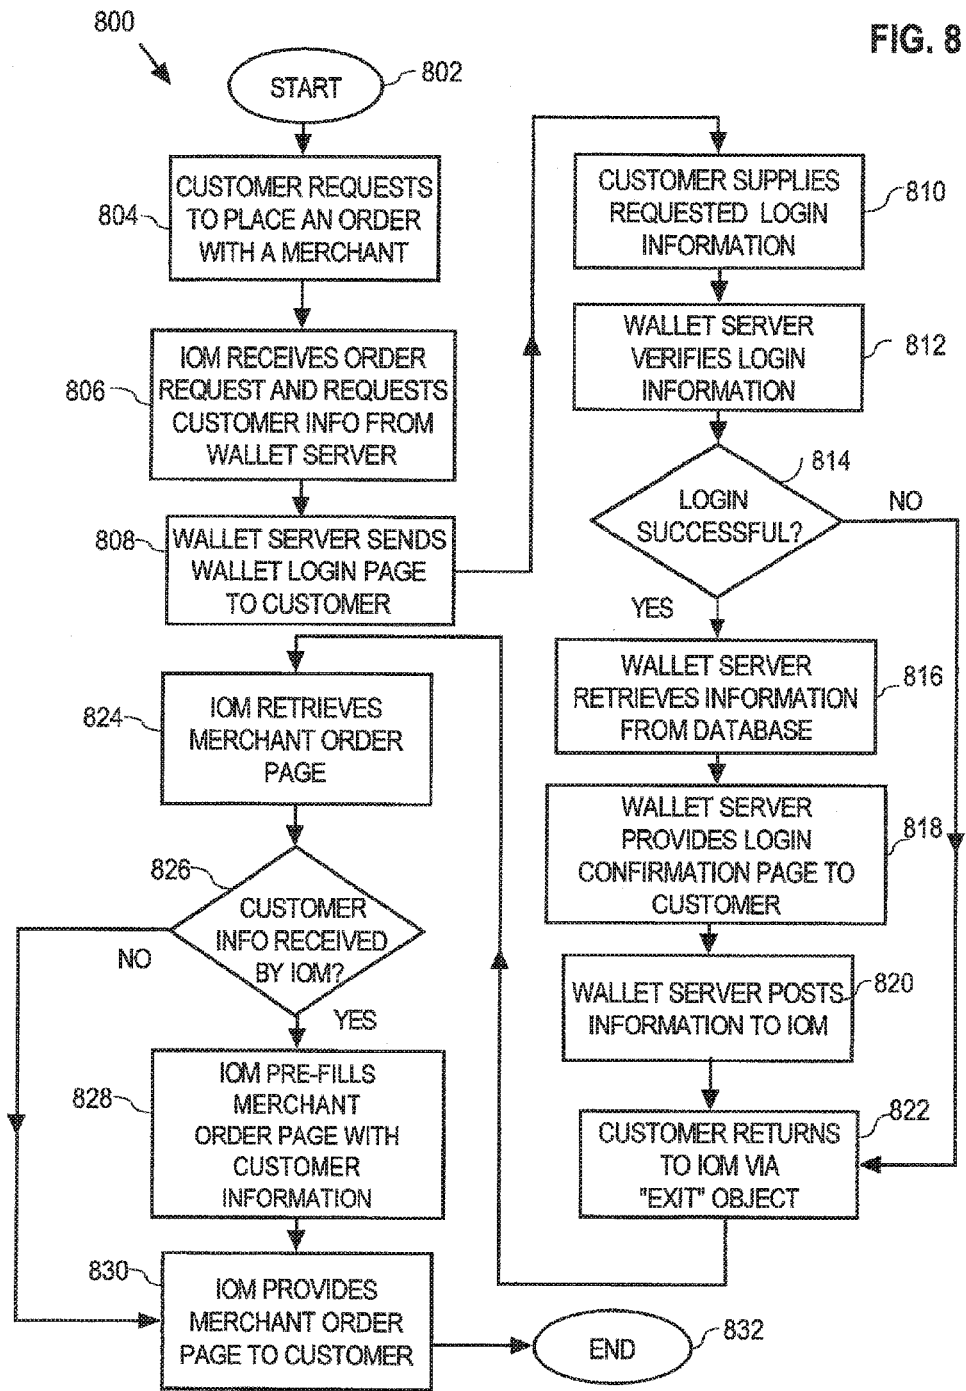 800
FIG. 8
START
802
CUSTOMER REQUESTS
TO PLACE AN ORDER
WITH A MERCHANT
804
IOM RECEIVES ORDER
REQUEST AND REQUESTS
CUSTOMER INFO FROM
WALLET SERVER
806
WALLET SERVER SENDS
WALLET LOGIN PAGE
TO CUSTOMER
808
CUSTOMER SUPPLIES
REQUESTED LOGIN
INFORMATION
810
WALLET SERVER
VERIFIES LOGIN
INFORMATION
812
LOGIN
SUCCESSFUL?
814
NO
YES
WALLET SERVER
RETRIEVES INFORMATION
FROM DATABASE
816
WALLET SERVER
PROVIDES LOGIN
CONFIRMATION PAGE TO
CUSTOMER
818
WALLET SERVER POSTS
INFORMATION TO IOM
820
CUSTOMER RETURNS
TO IOM VIA
"EXIT" OBJECT
822
IOM RETRIEVES
MERCHANT ORDER
PAGE
824
CUSTOMER
INFO RECEIVED
BY IOM?
826
NO
YES
IOM PRE-FILLS
MERCHANT
ORDER PAGE WITH
CUSTOMER
INFORMATION
828
IOM PROVIDES
MERCHANT ORDER
PAGE TO CUSTOMER
830
END
832